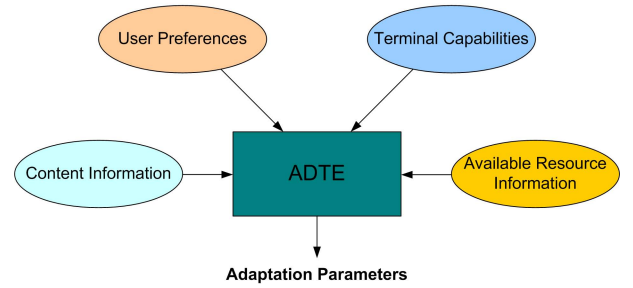 User Preferences
Terminal Capabilities
Content Information
ADTE
Available Resource
Information
Adaptation Parameters